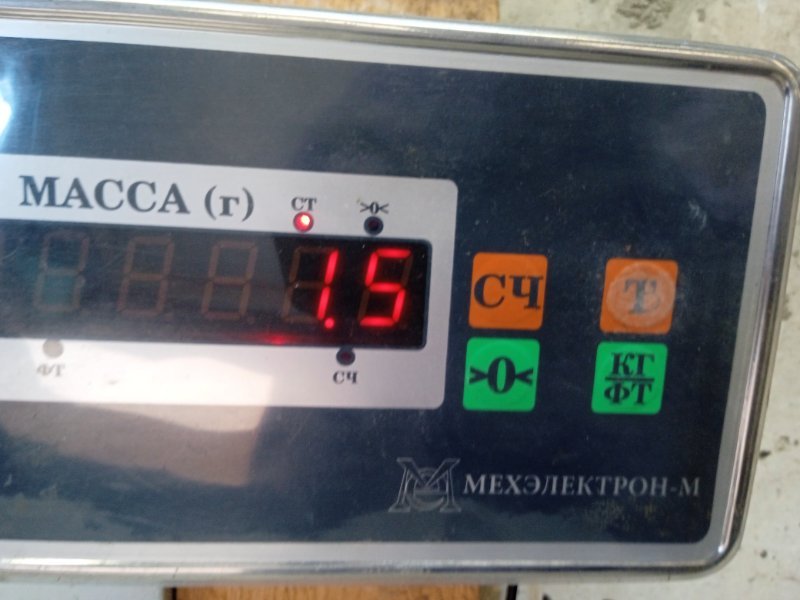 МАССА (г)
СТ >0<
1.5
ФТ СЧ
СЧ Т
>0< КГ
ФТ
М
МЕХЭЛЕКТРОН-М